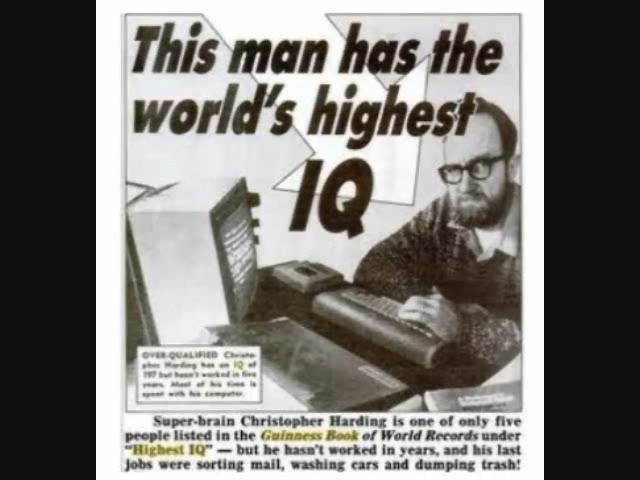 This man has the
world's highest
IQ
OVER-QUALIFIED Christo-
pher Harding has an IQ of
197 but hasn't worked in five
years. Most of his time is
spent with his computer.
Super-brain Christopher Harding is one of only five
people listed in the Guinness Book of World Records under
"Highest IQ" — but he hasn't worked in years, and his last
jobs were sorting mail, washing cars and dumping trash!